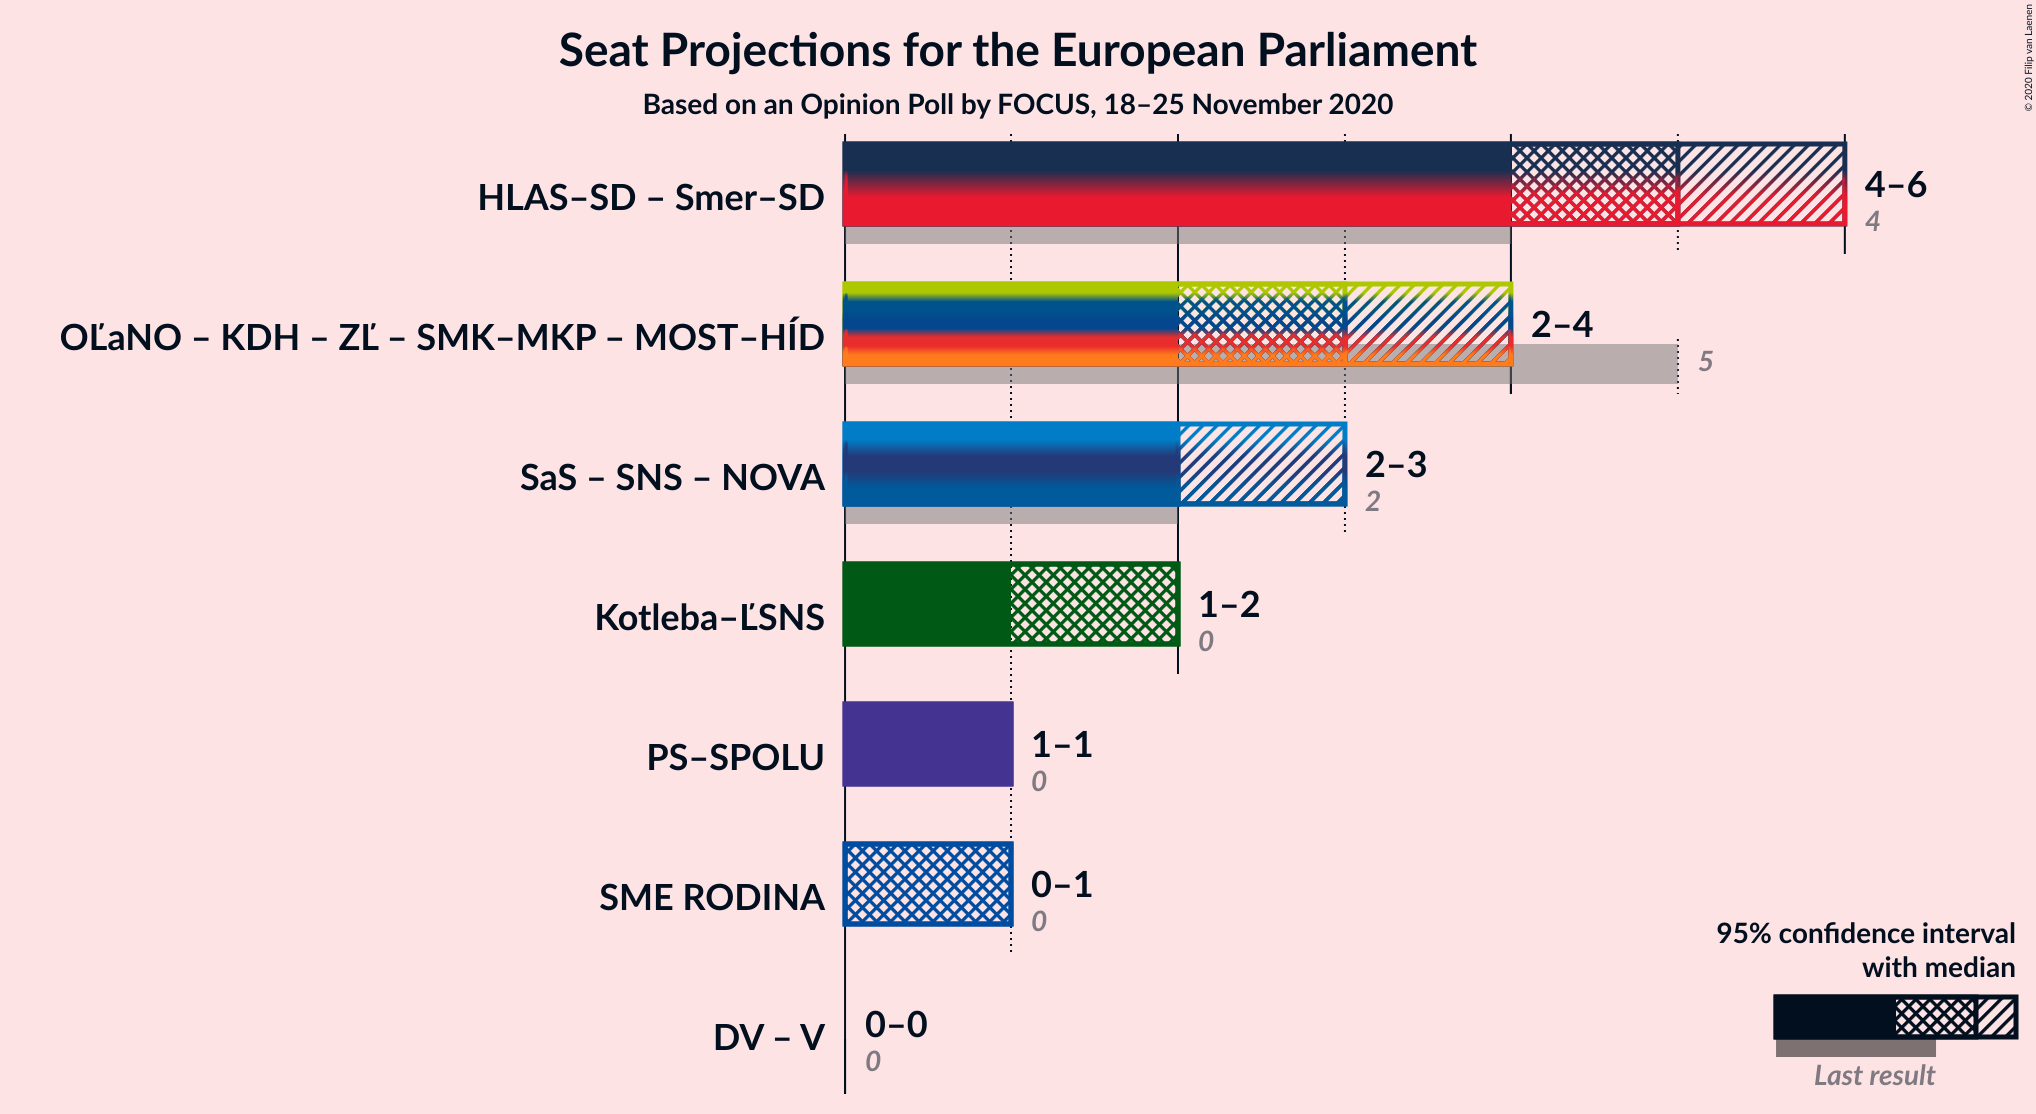 Seat Projections for the European Parliament
Based on an Opinion Poll by FOCUS, 18–25 November 2020
© 2020 Filip van Laenen
HLAS–SD – Smer–SD
4–6
4
OĽaNO – KDH – ZĽ – SMK–MKP – MOST–HÍD
2–4
5
SaS – SNS – NOVA
2–3
2
Kotleba–ĽSNS
1–2
0
PS–SPOLU
1–1
0
SME RODINA
0–1
0
DV – V
0–0
0
95% confidence interval
with median
Last result